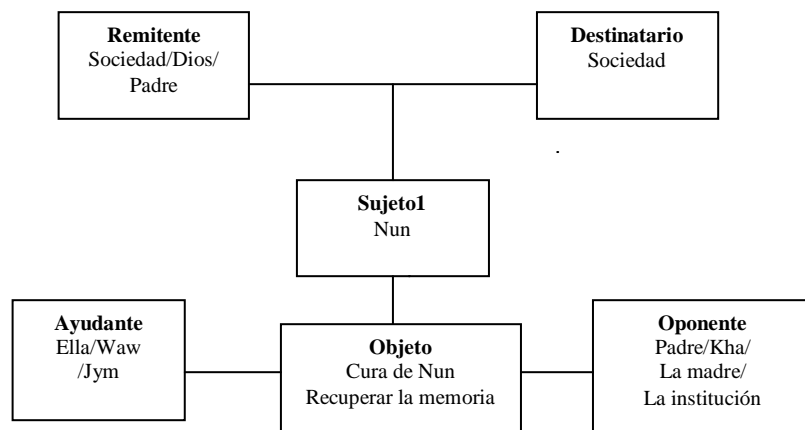 Remitente
Sociedad/Dios/
Padre
Destinatario
Sociedad
.
Sujeto1
Nun
Ayudante
Ella/Waw
/Jym
Objeto
Cura de Nun
Recuperar la memoria
Oponente
Padre/Kha/
La madre/
La institución